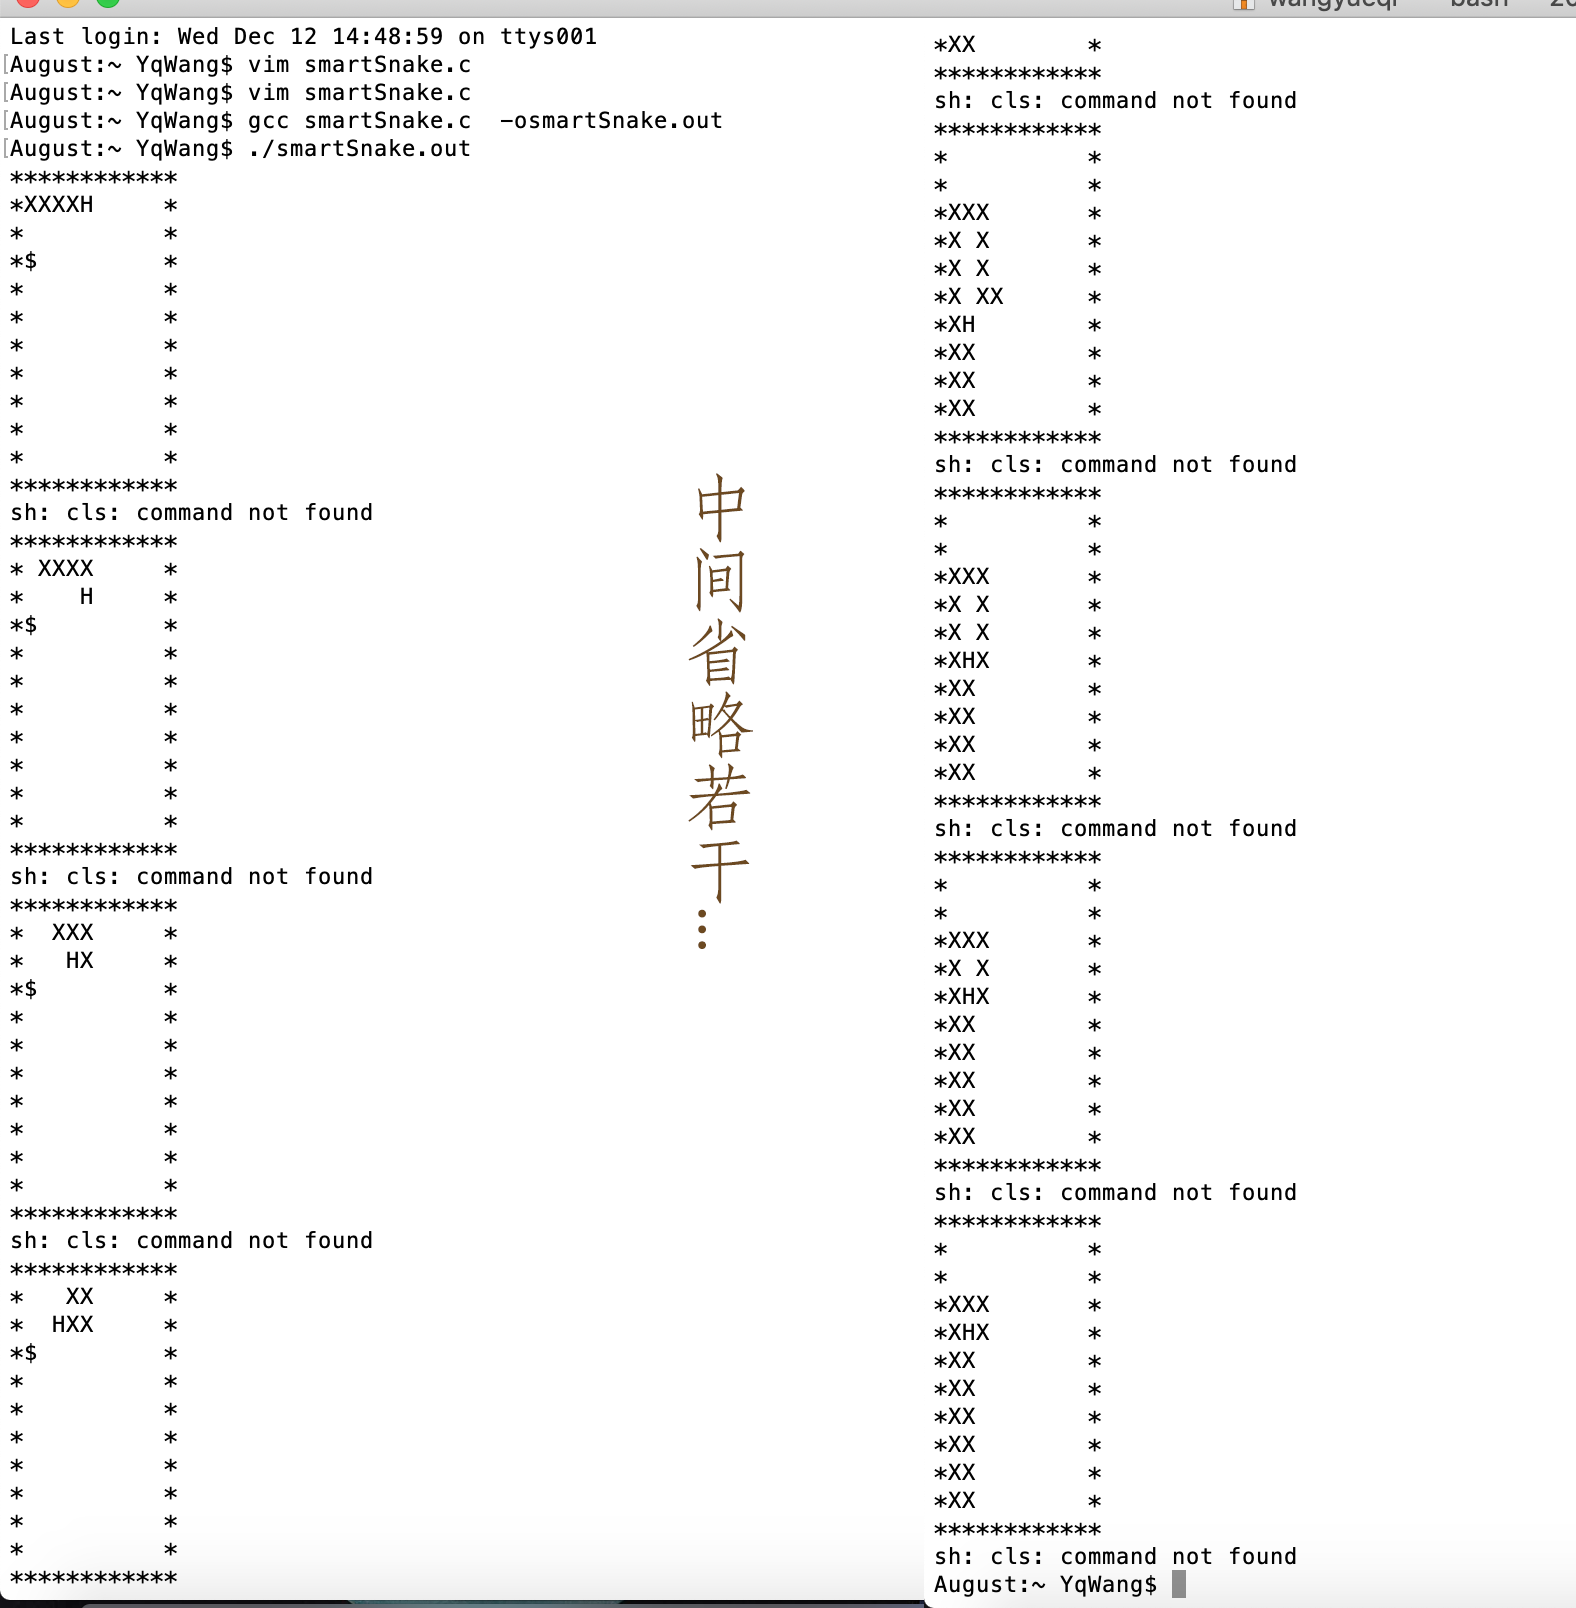 wangyueqi — -bash — 20
Last login: Wed Dec 12 14:48:59 on ttys001
[August:~ YqWang$ vim smartSnake.c
[August:~ YqWang$ vim smartSnake.c
[August:~ YqWang$ gcc smartSnake.c  -osmartSnake.out
[August:~ YqWang$ ./smartSnake.out
************
*XXXXH     *
*          *
*$         *
*          *
*          *
*          *
*          *
*          *
*          *
*          *
************
sh: cls: command not found
************
* XXXX     *
*    H     *
*$         *
*          *
*          *
*          *
*          *
*          *
*          *
*          *
************
sh: cls: command not found
************
*  XXX     *
*   HX     *
*$         *
*          *
*          *
*          *
*          *
*          *
*          *
*          *
************
sh: cls: command not found
************
*   XX     *
*  HXX     *
*$         *
*          *
*          *
*          *
*          *
*          *
*          *
*          *
************
中间省略若干…
*XX        *
************
sh: cls: command not found
************
*          *
*          *
*XXX       *
*X X       *
*X X       *
*X XX      *
*XH        *
*XX        *
*XX        *
*XX        *
************
sh: cls: command not found
************
*          *
*          *
*XXX       *
*X X       *
*X X       *
*XHX       *
*XX        *
*XX        *
*XX        *
*XX        *
************
sh: cls: command not found
************
*          *
*          *
*XXX       *
*X X       *
*XHX       *
*XX        *
*XX        *
*XX        *
*XX        *
*XX        *
************
sh: cls: command not found
************
*          *
*          *
*XXX       *
*XHX       *
*XX        *
*XX        *
*XX        *
*XX        *
*XX        *
*XX        *
************
sh: cls: command not found
August:~ YqWang$